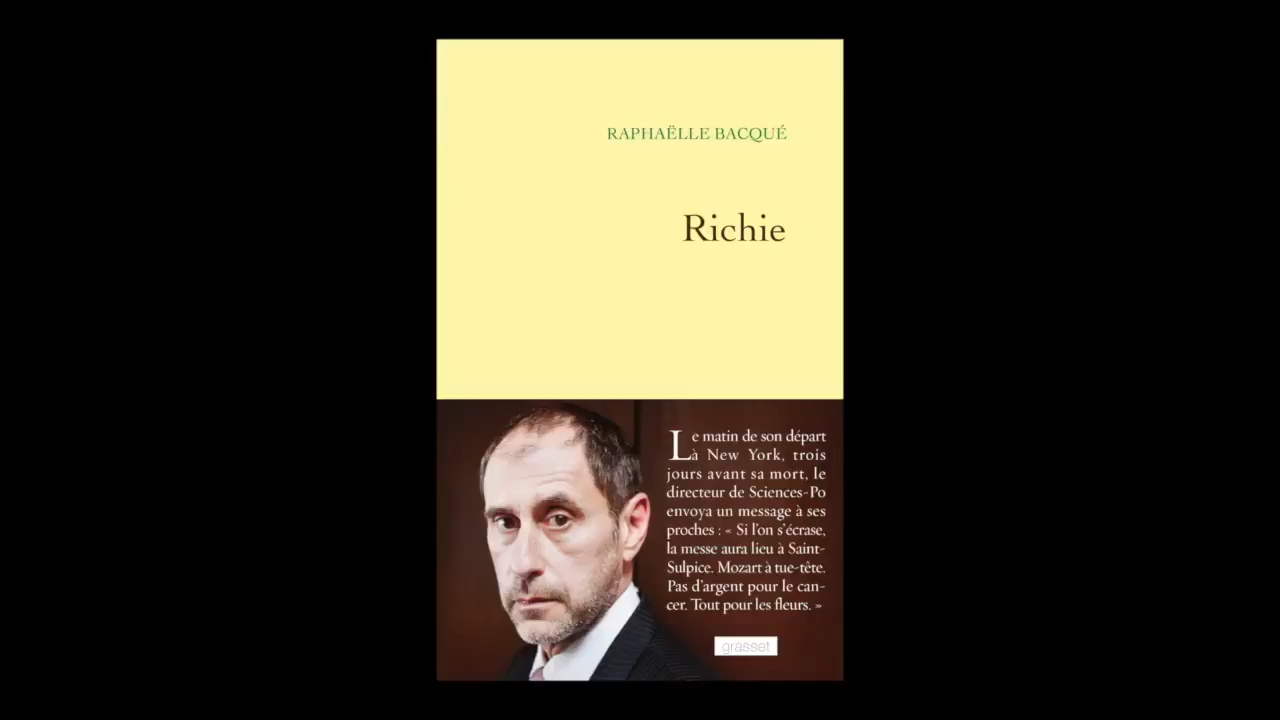 RAPHAËLLE BACQUÉ
Richie
Le matin de son départ
à New York, trois
jours avant sa mort, le
directeur de Sciences-Po
envoya un message à ses
proches : « Si l'on s'écrase,
la messe aura lieu à Saint-
Sulpice. Mozart à tue-tête.
Pas d'argent pour le can-
cer. Tout pour les fleurs. »
grasset